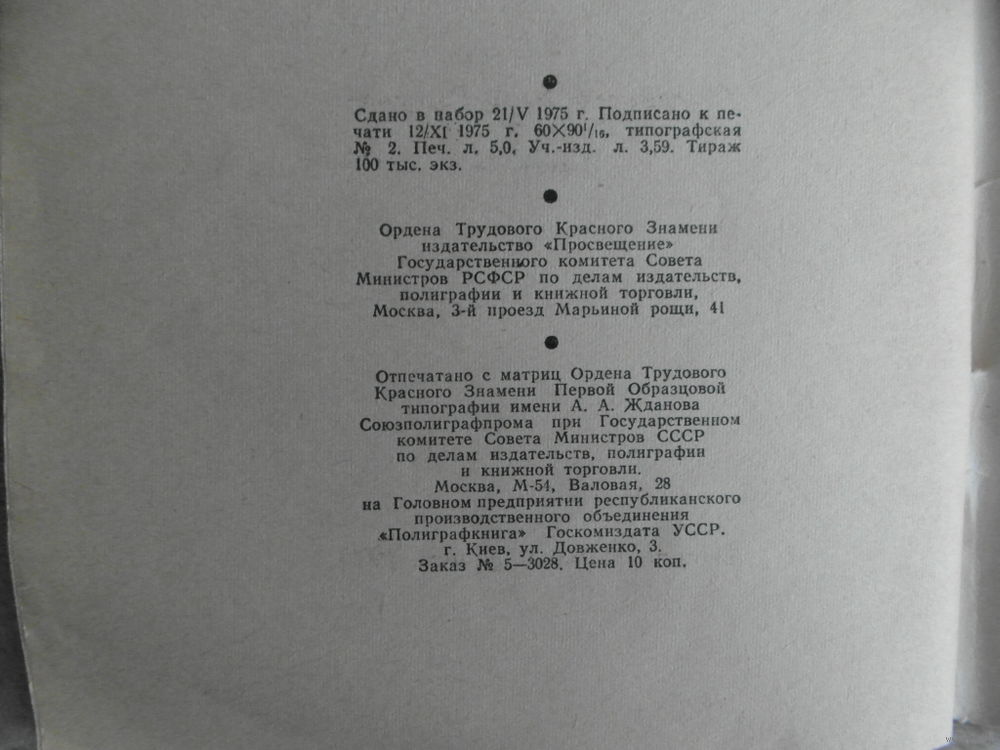 Сдано в набор 21/V 1975 г. Подписано к пе-
чати 12/XI 1975 г. 60×90¹/₁₆, типографская
№ 2. Печ. л. 5,0. Уч.-изд. л. 3,59. Тираж
100 тыс. экз.
Ордена Трудового Красного Знамени
издательство «Просвещение»
Государственного комитета Совета
Министров РСФСР по делам издательств,
полиграфии и книжной торговли,
Москва, 3-й проезд Марьиной рощи, 41
Отпечатано с матриц Ордена Трудового
Красного Знамени Первой Образцовой
типографии имени А. А. Жданова
Союзполиграфпрома при Государственном
комитете Совета Министров СССР
по делам издательств, полиграфии
и книжной торговли.
Москва, М-54, Валовая, 28
на Головном предприятии республиканского
производственного объединения
«Полиграфкнига» Госкомиздата УССР.
г. Киев, ул. Довженко, 3.
Заказ № 5—3028. Цена 10 коп.